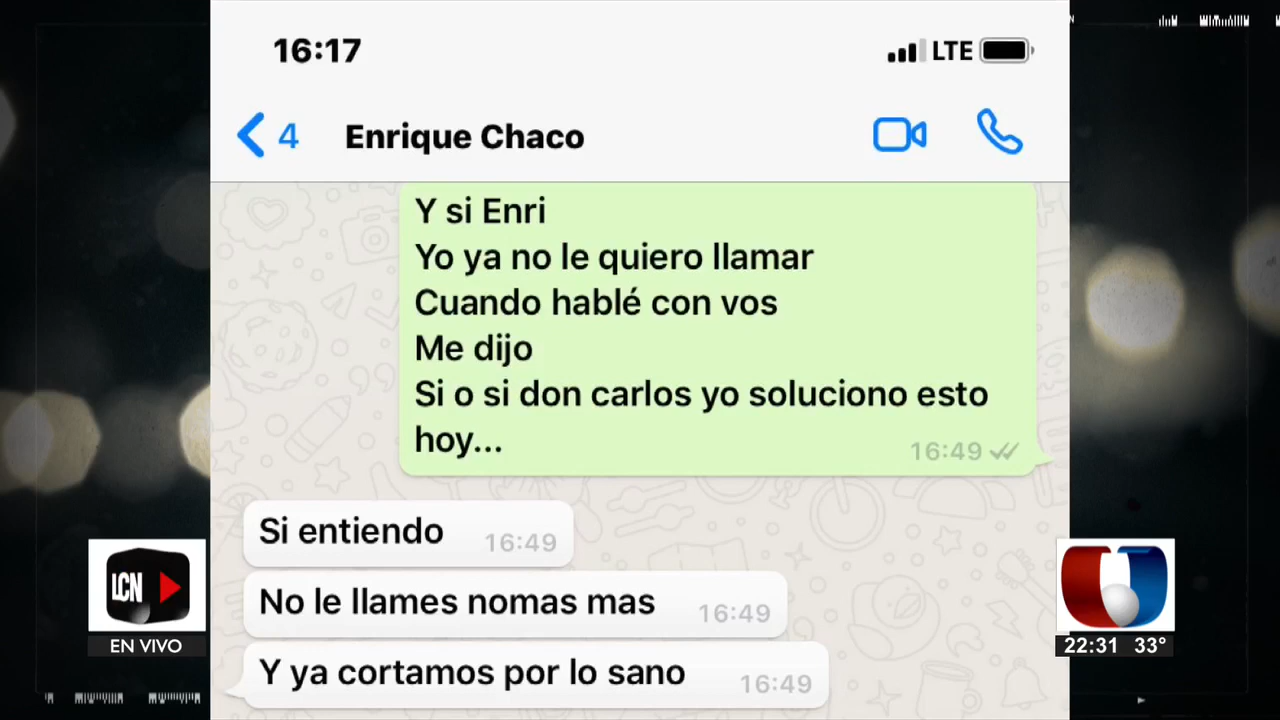 16:17
LTE
4
Enrique Chaco
Y si Enri
Yo ya no le quiero llamar
Cuando hablé con vos
Me dijo
Si o si don carlos yo soluciono esto
hoy...
16:49
Si entiendo
16:49
No le llames nomas mas
16:49
Y ya cortamos por lo sano
16:49
LCN
EN VIVO
22:31 33°